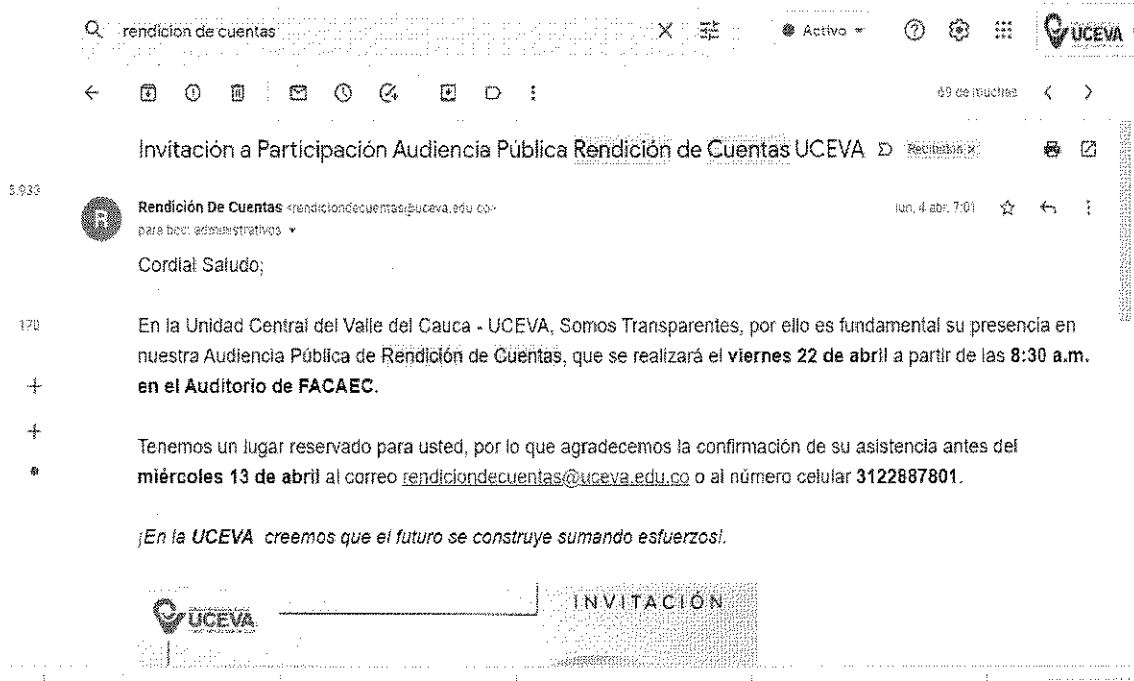 rendicion de cuentas
Activo
UCEVA
69 de muchas
Invitación a Participación Audiencia Pública Rendición de Cuentas UCEVA
Recibidos x
5.933
R
Rendición De Cuentas <rendiciondecuentas@uceva.edu.co>
lun, 4 abr. 7:01
para bcc: administrativos
Cordial Saludo;
170
En la Unidad Central del Valle del Cauca - UCEVA, Somos Transparentes, por ello es fundamental su presencia en
nuestra Audiencia Pública de Rendición de Cuentas, que se realizará el viernes 22 de abril a partir de las 8:30 a.m.
en el Auditorio de FACAEC.
Tenemos un lugar reservado para usted, por lo que agradecemos la confirmación de su asistencia antes del
miércoles 13 de abril al correo rendiciondecuentas@uceva.edu.co o al número celular 3122887801.
¡En la UCEVA creemos que el futuro se construye sumando esfuerzos!.
UCEVA
INVITACIÓN